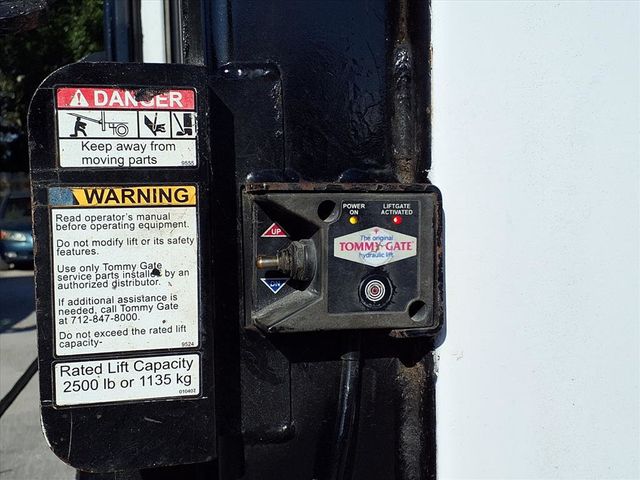 DANGER
Keep away from
moving parts
9555
WARNING
Read operator's manual
before operating equipment.
Do not modify lift or its safety
features.
Use only Tommy Gate
service parts installed by an
authorized distributor.
If additional assistance is
needed, call Tommy Gate
at 712-847-8000.
Do not exceed the rated lift
capacity-
9524
Rated Lift Capacity
2500 lb or 1135 kg
010402
POWER
ON
LIFTGATE
ACTIVATED
UP
DN
The original
TOMMY GATE
hydraulic lift.